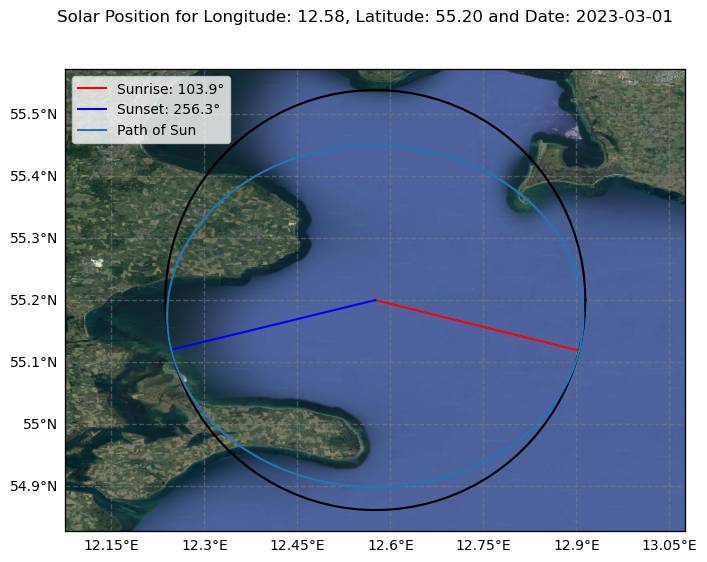 Solar Position for Longitude: 12.58, Latitude: 55.20 and Date: 2023-03-01
Sunrise: 103.9°
Sunset: 256.3°
Path of Sun
55.5°N
55.4°N
55.3°N
55.2°N
55.1°N
55°N
54.9°N
12.15°E 12.3°E 12.45°E 12.6°E 12.75°E 12.9°E 13.05°E